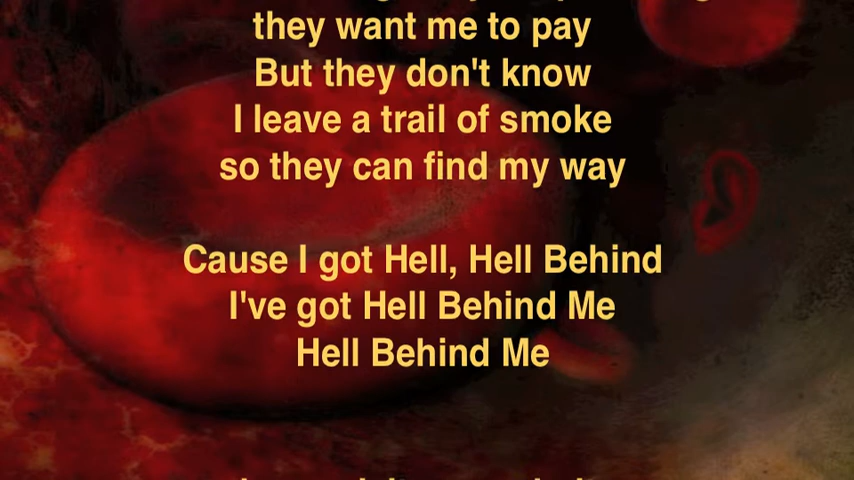 they want me to pay
But they don't know
I leave a trail of smoke
so they can find my way
Cause I got Hell, Hell Behind
I've got Hell Behind Me
Hell Behind Me